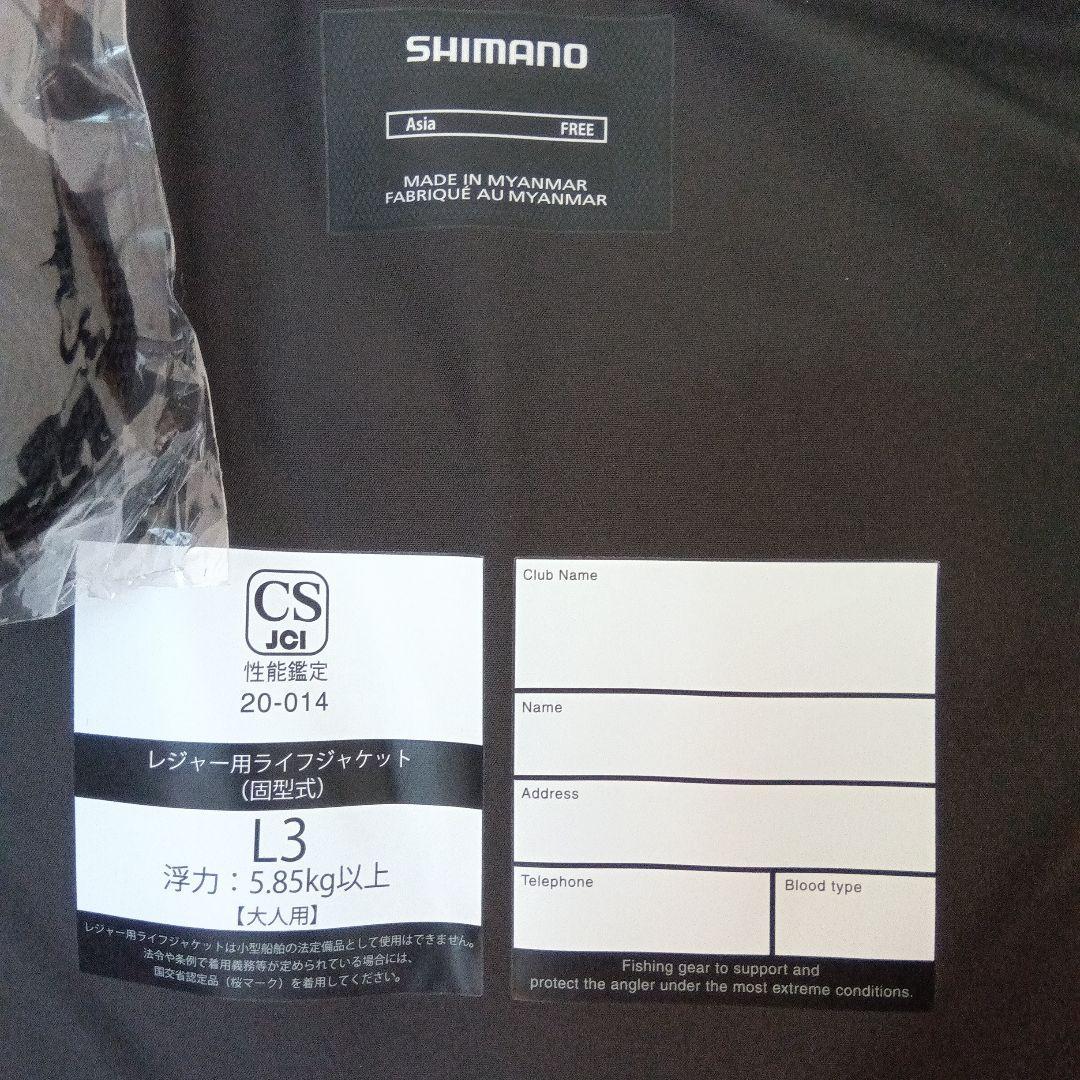 SHIMANO
Asia FREE
MADE IN MYANMAR
FABRIQUÉ AU MYANMAR
CS
JCI
性能鑑定
20-014
レジャー用ライフジャケット
(固型式)
L3
浮力：5.85kg以上
【大人用】
レジャー用ライフジャケットは小型船舶の法定備品として使用はできません。
法令や条例で着用義務等が定められている場合には、
国交省認定品（桜マーク）を着用してください。
Club Name
Name
Address
Telephone
Blood type
Fishing gear to support and
protect the angler under the most extreme conditions.